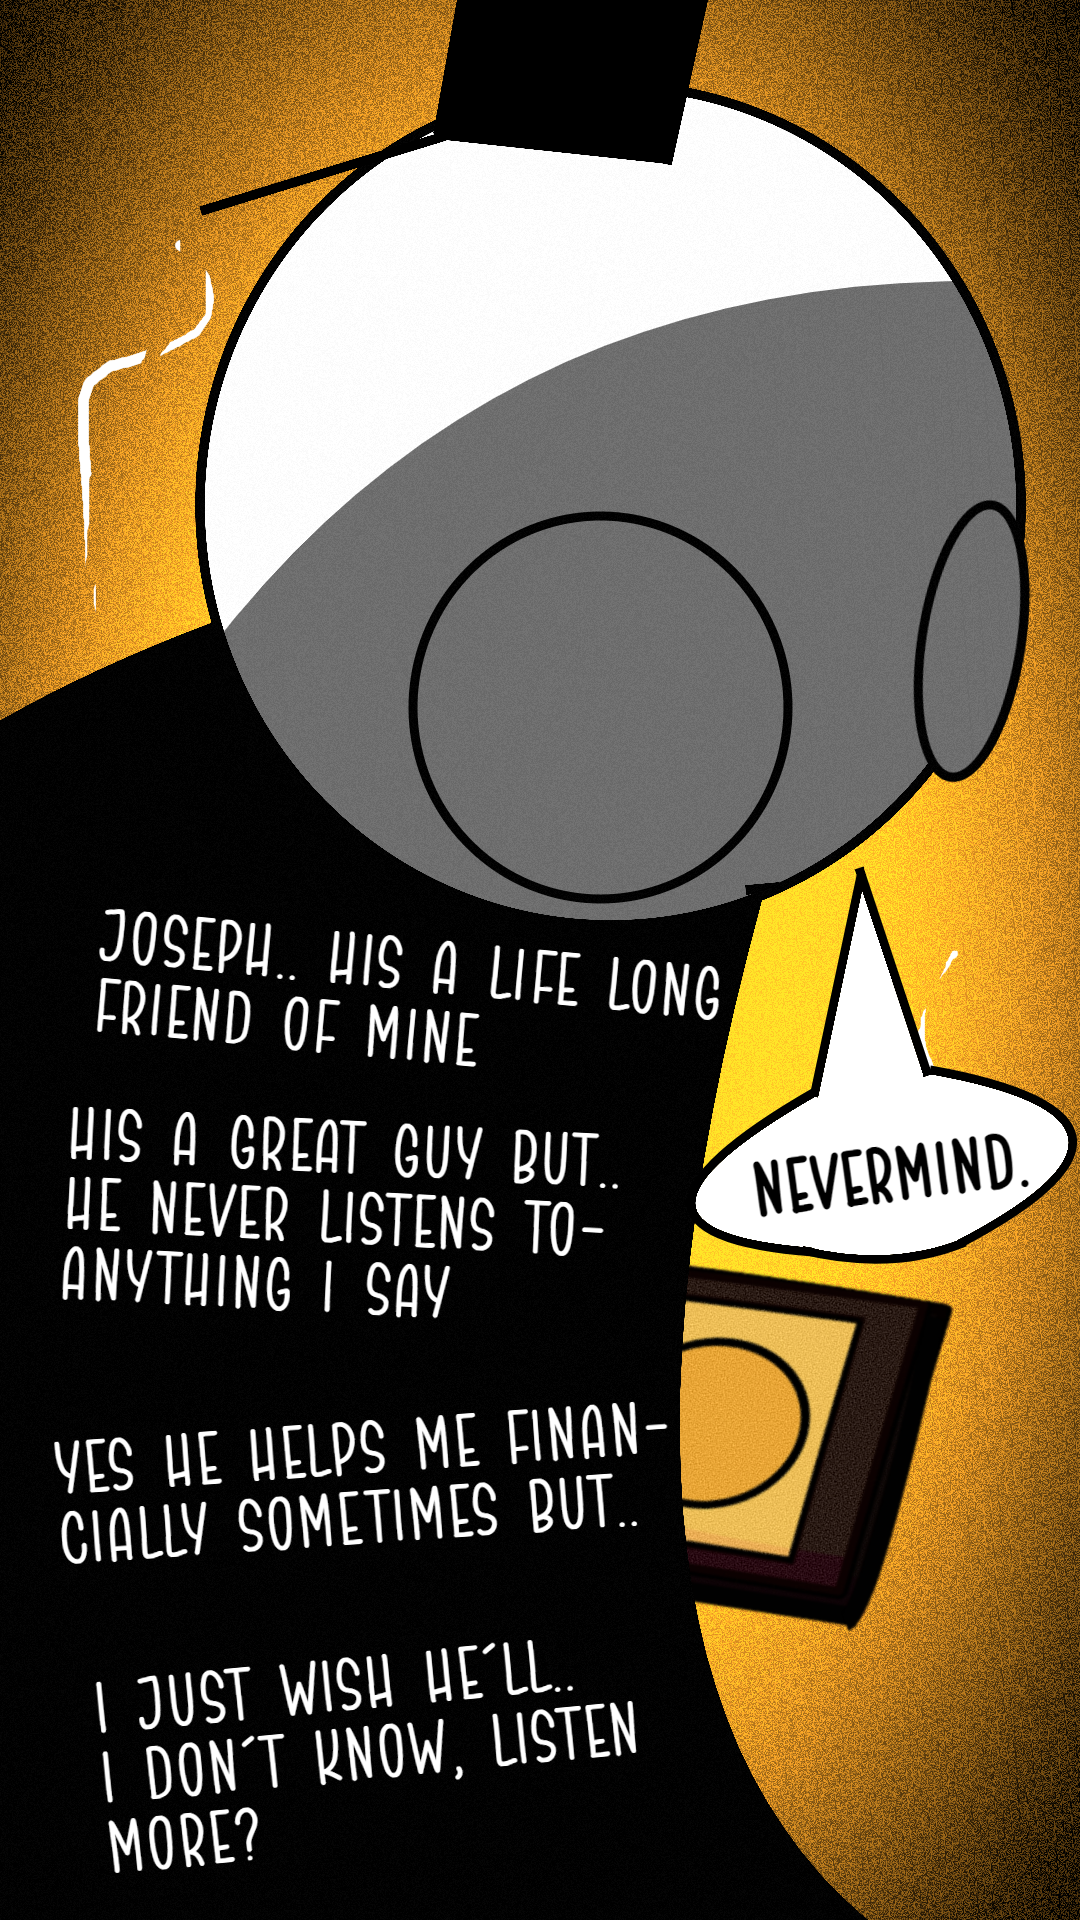 JOSEPH.. HIS A LIFE LONG
FRIEND OF MINE
HIS A GREAT GUY BUT..
HE NEVER LISTENS TO-
ANYTHING I SAY
NEVERMIND.
YES HE HELPS ME FINAN-
CIALLY SOMETIMES BUT..
I JUST WISH HE'LL..
I DON'T KNOW, LISTEN
MORE?